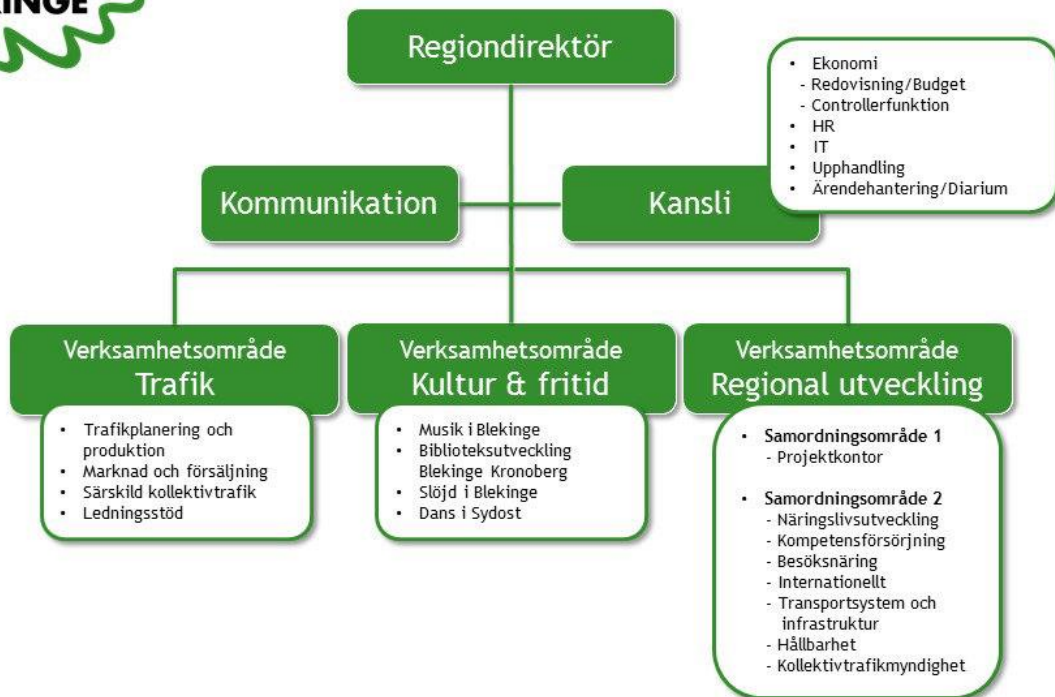 Regiondirektör
• Ekonomi
- Redovisning/Budget
- Controllerfunktion
• HR
• IT
• Upphandling
• Ärendehantering/Diarium
Kommunikation
Kansli
Verksamhetsområde
Trafik
• Trafikplanering och
produktion
• Marknad och försäljning
• Särskild kollektivtrafik
• Ledningsstöd
Verksamhetsområde
Kultur & fritid
• Musik i Blekinge
• Biblioteksutveckling
Blekinge Kronoberg
• Slöjd i Blekinge
• Dans i Sydost
Verksamhetsområde
Regional utveckling
• Samordningsområde 1
- Projektkontor
• Samordningsområde 2
- Näringslivsutveckling
- Kompetensförsörjning
- Besöksnäring
- Internationellt
- Transportsystem och
infrastruktur
- Hållbarhet
- Kollektivtrafikmyndighet